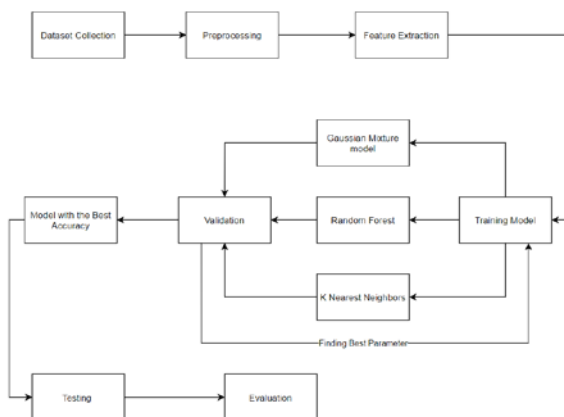 Dataset Collection
Preprocessing
Feature Extraction
Gaussian Mixture
model
Model with the Best
Accuracy
Validation
Random Forest
Training Model
K Nearest Neighbors
Finding Best Parameter
Testing
Evaluation